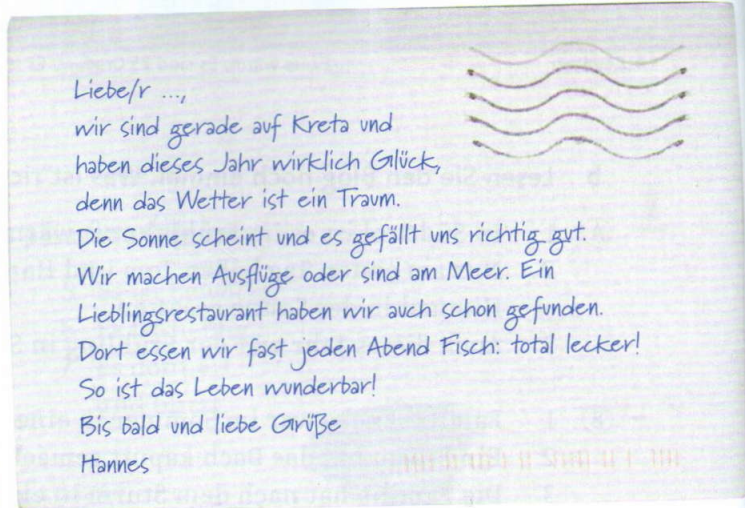 Liebe/r ...,
wir sind gerade auf Kreta und
haben dieses Jahr wirklich Glück,
denn das Wetter ist ein Traum.
Die Sonne scheint und es gefällt uns richtig gut.
Wir machen Ausflüge oder sind am Meer. Ein
Lieblingsrestaurant haben wir auch schon gefunden.
Dort essen wir fast jeden Abend Fisch: total lecker!
So ist das Leben wunderbar!
Bis bald und liebe Grüße
Hannes